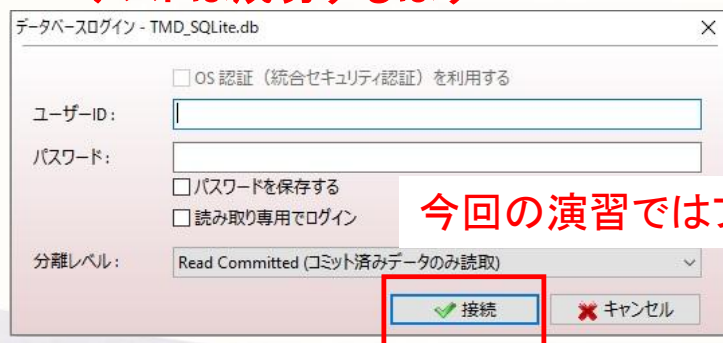 データベースログイン - TMD_SQLite.db
OS 認証（統合セキュリティ認証）を利用する
ユーザーID：
パスワード：
パスワードを保存する
読み取り専用でログイン
今回の演習では
分離レベル：
Read Committed (コミット済みデータのみ読取)
接続
キャンセル